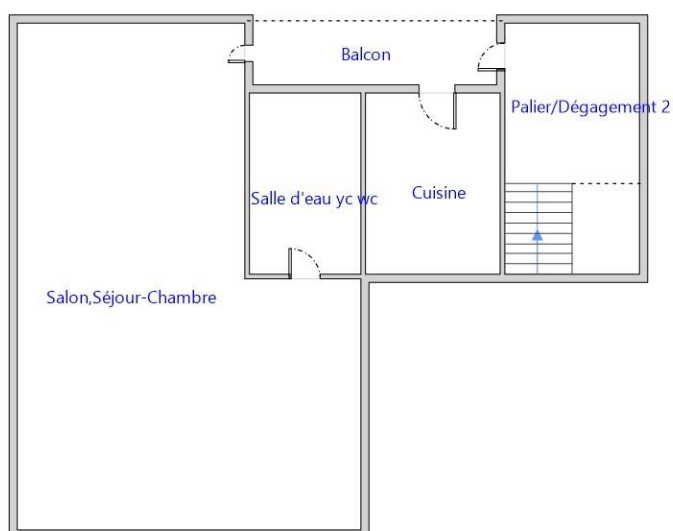 Balcon
Palier/Dégagement 2
Salle d'eau yc wc
Cuisine
Salon,Séjour-Chambre